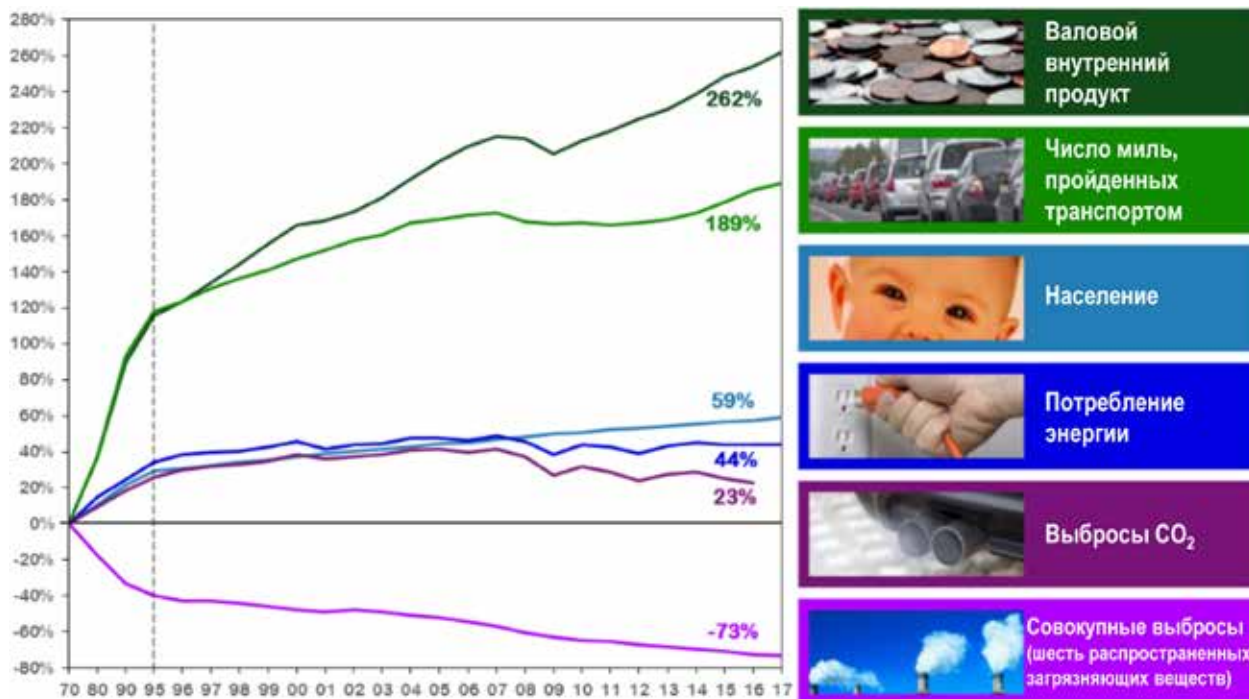 280%
260%
240%
220%
200%
180%
160%
140%
120%
100%
80%
60%
40%
20%
0%
-20%
-40%
-60%
-80%
70 80 90 95 96 97 98 99 00 01 02 03 04 05 06 07 08 09 10 11 12 13 14 15 16 17
262%
189%
59%
44%
23%
-73%
Валовой
внутренний
продукт
Число миль,
пройденных
транспортом
Население
Потребление
энергии
Выбросы CO₂
Совокупные выбросы
(шесть распространенных
загрязняющих веществ)